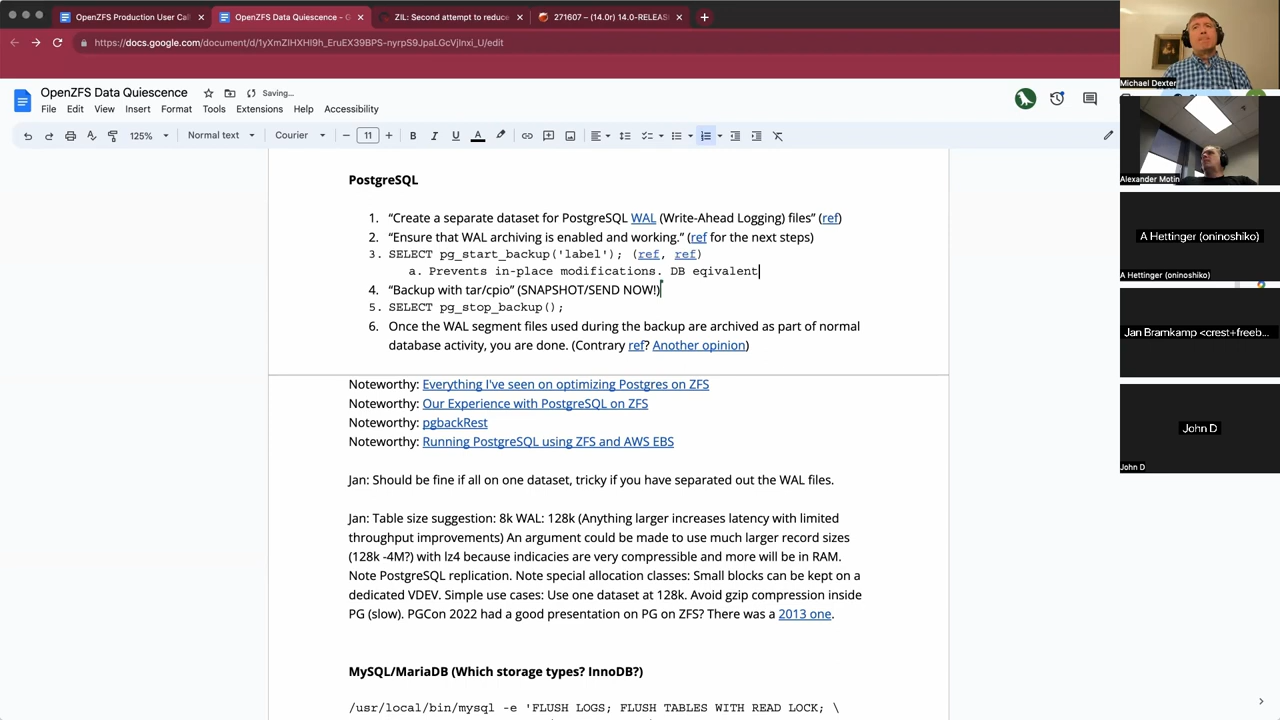 OpenZFS Production User Cal
OpenZFS Data Quiescence - G
ZIL: Second attempt to reduce
271607 – (14.0r) 14.0-RELEAS
https://docs.google.com/document/d/1yXmZIHXHI9h_EruEX39BPS-nyrpS9JpaLGcVjlnxi_U/edit
OpenZFS Data Quiescence
Saving...
File Edit View Insert Format Tools Extensions Help Accessibility
125% Normal text Courier 11
PostgreSQL
1. “Create a separate dataset for PostgreSQL WAL (Write-Ahead Logging) files” (ref)
2. “Ensure that WAL archiving is enabled and working.” (ref for the next steps)
3. SELECT pg_start_backup('label'); (ref, ref)
a. Prevents in-place modifications. DB eqivalent
4. “Backup with tar/cpio” (SNAPSHOT/SEND NOW!)
5. SELECT pg_stop_backup();
6. Once the WAL segment files used during the backup are archived as part of normal
database activity, you are done. (Contrary ref? Another opinion)
Noteworthy: Everything I've seen on optimizing Postgres on ZFS
Noteworthy: Our Experience with PostgreSQL on ZFS
Noteworthy: pgbackRest
Noteworthy: Running PostgreSQL using ZFS and AWS EBS
Jan: Should be fine if all on one dataset, tricky if you have separated out the WAL files.
Jan: Table size suggestion: 8k WAL: 128k (Anything larger increases latency with limited
throughput improvements) An argument could be made to use much larger record sizes
(128k -4M?) with lz4 because indicacies are very compressible and more will be in RAM.
Note PostgreSQL replication. Note special allocation classes: Small blocks can be kept on a
dedicated VDEV. Simple use cases: Use one dataset at 128k. Avoid gzip compression inside
PG (slow). PGCon 2022 had a good presentation on PG on ZFS? There was a 2013 one.
MySQL/MariaDB (Which storage types? InnoDB?)
/usr/local/bin/mysql -e 'FLUSH LOGS; FLUSH TABLES WITH READ LOCK; \
Michael Dexter
Alexander Motin
A Hettinger (oninoshiko)
A Hettinger (oninoshiko)
Jan Bramkamp <crest+freeb...
John D
John D